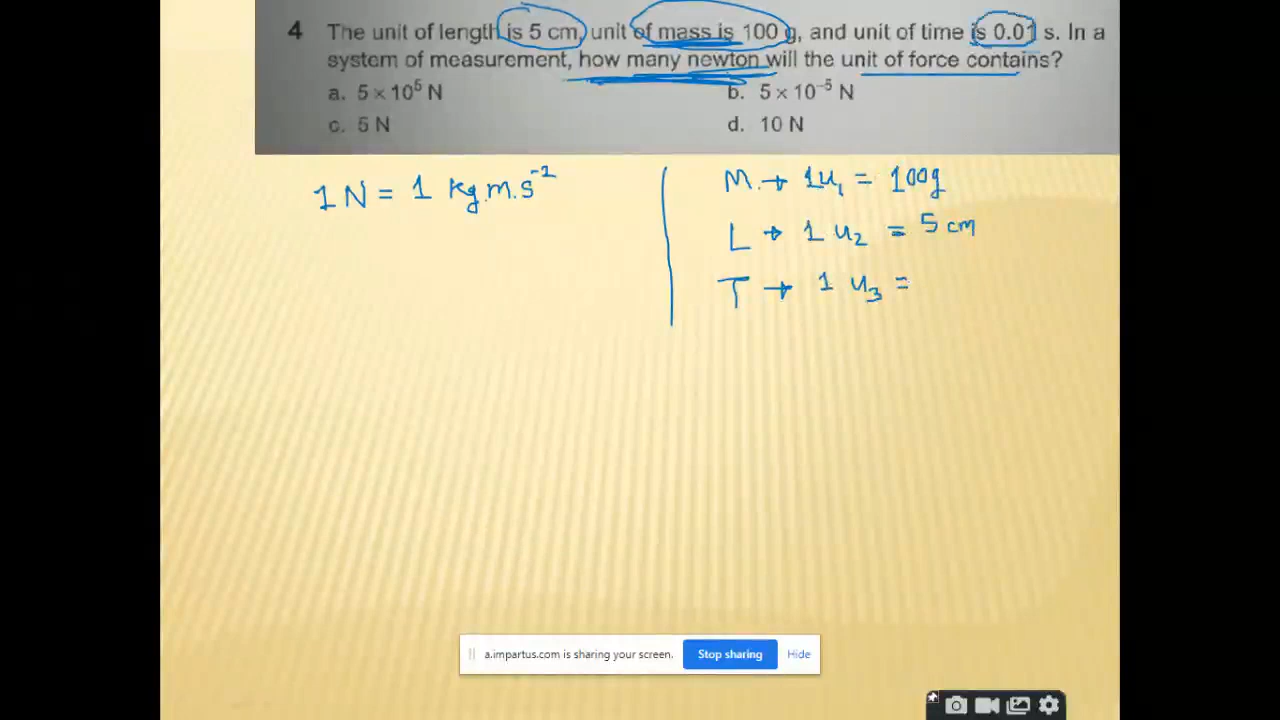 4 The unit of length is 5 cm, unit of mass is 100 g, and unit of time is 0.01 s. In a
system of measurement, how many newton will the unit of force contains?
a. 5 × 10⁵ N b. 5 × 10⁻⁵ N
c. 5 N d. 10 N
1 N = 1 kg.m.s⁻²
M → 1u₁ = 100g
L → 1 u₂ = 5 cm
T → 1 u₃ =
a.impartus.com is sharing your screen. Stop sharing Hide